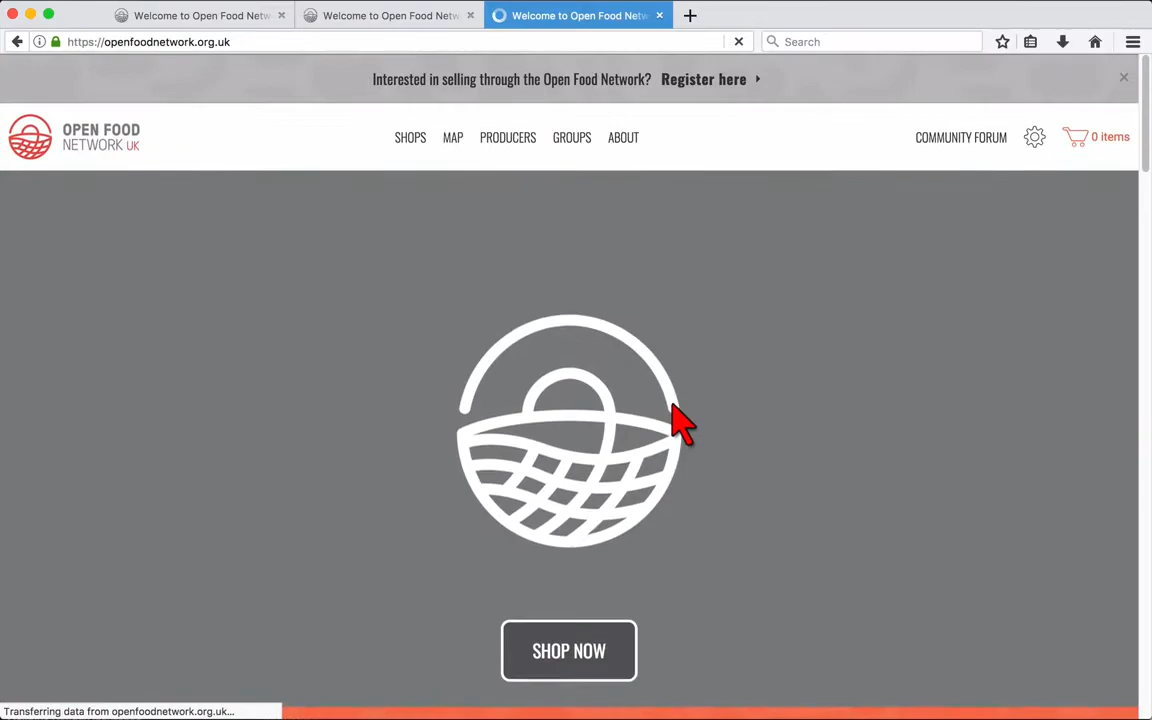 Welcome to Open Food Netw
Welcome to Open Food Netw
Welcome to Open Food Netw
https://openfoodnetwork.org.uk
Search
Interested in selling through the Open Food Network? Register here
OPEN FOOD
NETWORK UK
SHOPS MAP PRODUCERS GROUPS ABOUT
COMMUNITY FORUM
0 items
SHOP NOW
Transferring data from openfoodnetwork.org.uk...